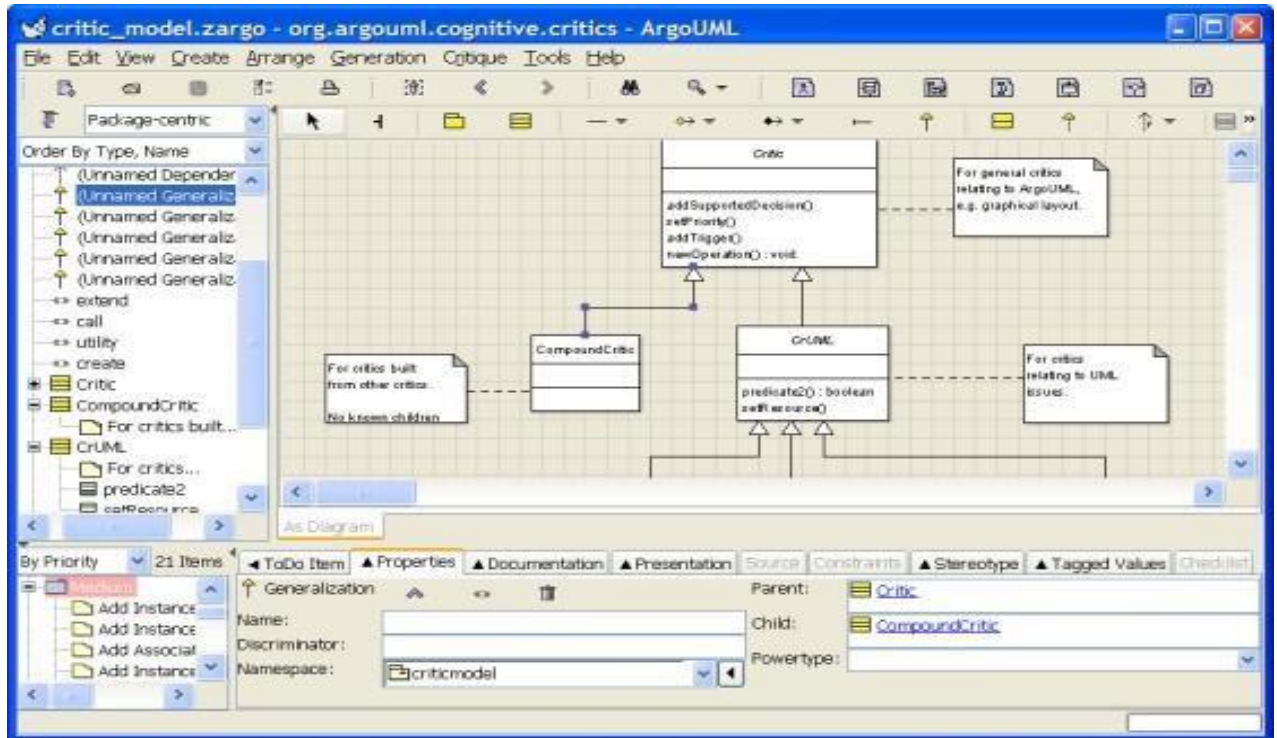 critic_model.zargo - org.argouml.cognitive.critics - ArgoUML
File Edit View Create Arrange Generation Critique Tools Help
Package-centric
Order By Type, Name
(Unnamed Depender
(Unnamed Generaliz
(Unnamed Generaliz
(Unnamed Generaliz
(Unnamed Generaliz
(Unnamed Generaliz
extend
call
utility
create
Critic
CompoundCritic
For critics built...
CrUML
For critics...
predicate2
setResource
Critic
addSupportedDecision()
setPriority()
addTrigger()
newOperation() : void
For general critics
relating to ArgoUML,
e.g. graphical layout.
CompoundCritic
For critics built
from other critics.
No known children
CrUML
predicate2() : boolean
setResource()
For critics
relating to UML
issues.
As Diagram
By Priority 21 Items
Medium
Add Instance
Add Instance
Add Associat
Add Instance
ToDo Item Properties Documentation Presentation Source Constraints Stereotype Tagged Values Checklist
Generalization
Name:
Discriminator:
Namespace: criticmodel
Parent: Critic
Child: CompoundCritic
Powertype: